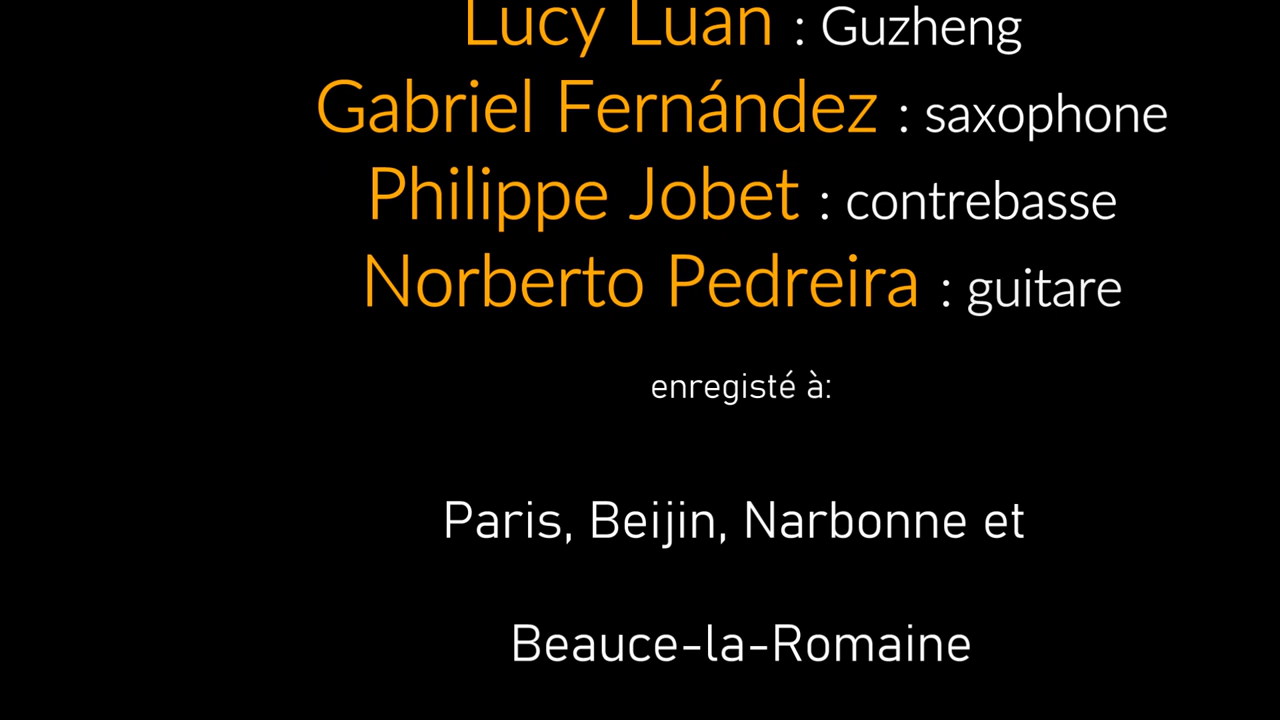 Lucy Luan : Guzheng
Gabriel Fernández : saxophone
Philippe Jobet : contrebasse
Norberto Pedreira : guitare
enregisté à:
Paris, Beijin, Narbonne et
Beauce-la-Romaine